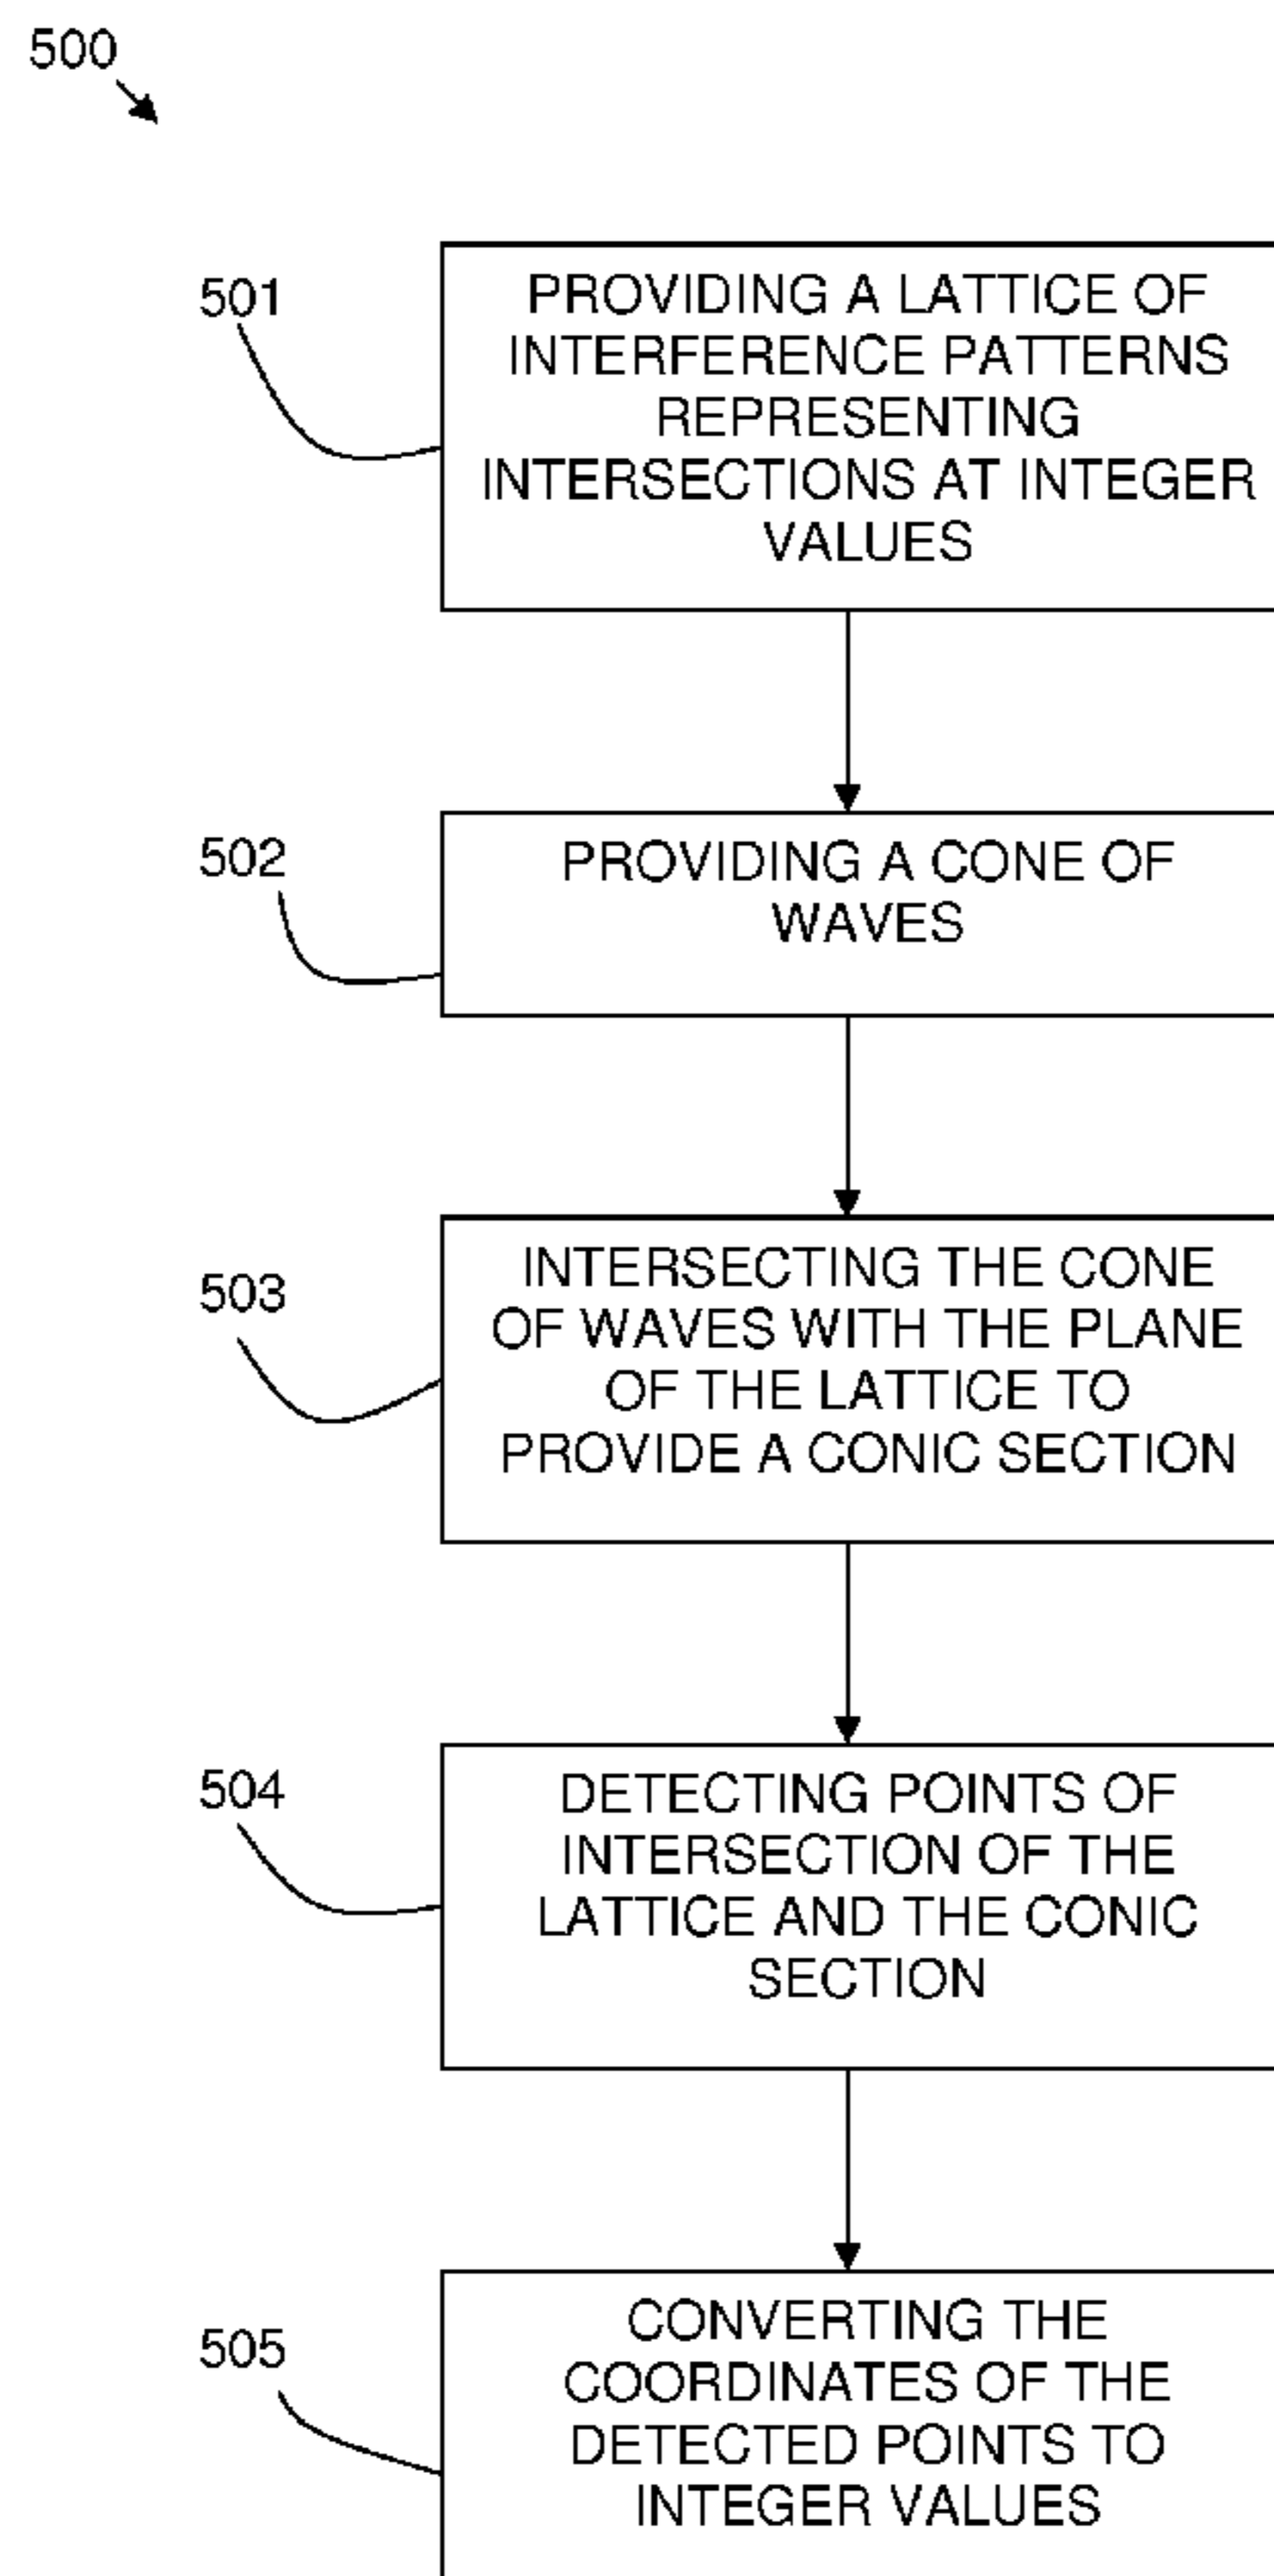 500
501
PROVIDING A LATTICE OF
INTERFERENCE PATTERNS
REPRESENTING
INTERSECTIONS AT INTEGER
VALUES
502
PROVIDING A CONE OF
WAVES
503
INTERSECTING THE CONE
OF WAVES WITH THE PLANE
OF THE LATTICE TO
PROVIDE A CONIC SECTION
504
DETECTING POINTS OF
INTERSECTION OF THE
LATTICE AND THE CONIC
SECTION
505
CONVERTING THE
COORDINATES OF THE
DETECTED POINTS TO
INTEGER VALUES